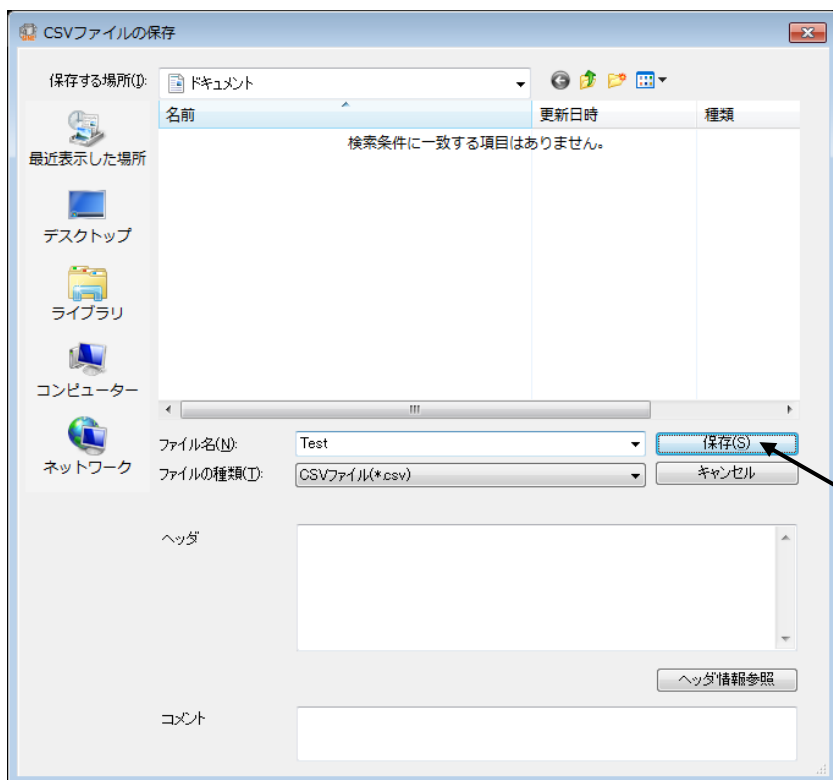 CSVファイルの保存
保存する場所(I):
ドキュメント
名前 更新日時 種類
検索条件に一致する項目はありません。
最近表示した場所
デスクトップ
ライブラリ
コンピューター
ネットワーク
ファイル名(N): Test 保存(S)
ファイルの種類(T): CSVファイル(*.csv) キャンセル
ヘッダ
ヘッダ情報参照
コメント